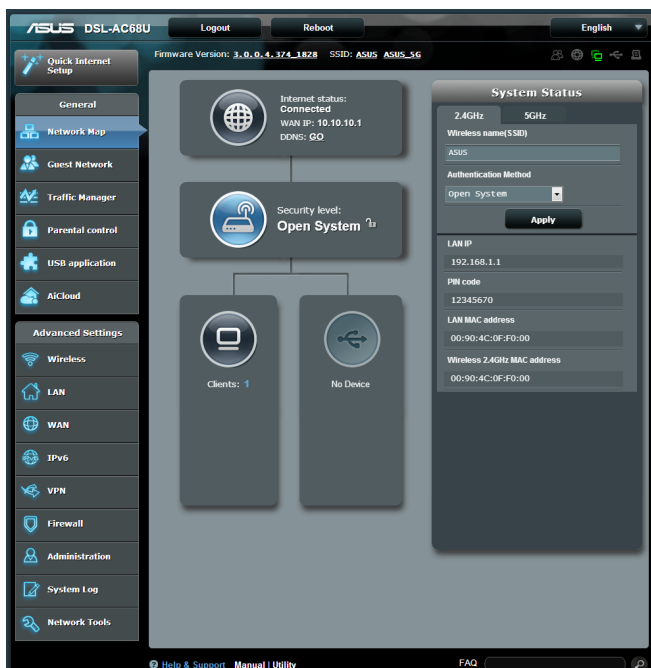 ASUS DSL-AC68U Logout Reboot English
Quick Internet
Setup
Firmware Version: 3.0.0.4.374_1828 SSID: ASUS ASUS_5G
General
Network Map
Guest Network
Traffic Manager
Parental control
USB application
AiCloud
Advanced Settings
Wireless
LAN
WAN
IPv6
VPN
Firewall
Administration
System Log
Network Tools
Internet status:
Connected
WAN IP: 10.10.10.1
DDNS: GO
Security level:
Open System
Clients: 1
No Device
System Status
2.4GHz 5GHz
Wireless name(SSID)
ASUS
Authentication Method
Open System
Apply
LAN IP
192.168.1.1
PIN code
12345670
LAN MAC address
00:90:4C:0F:F0:00
Wireless 2.4GHz MAC address
00:90:4C:0F:F0:00
Help & Support Manual | Utility FAQ